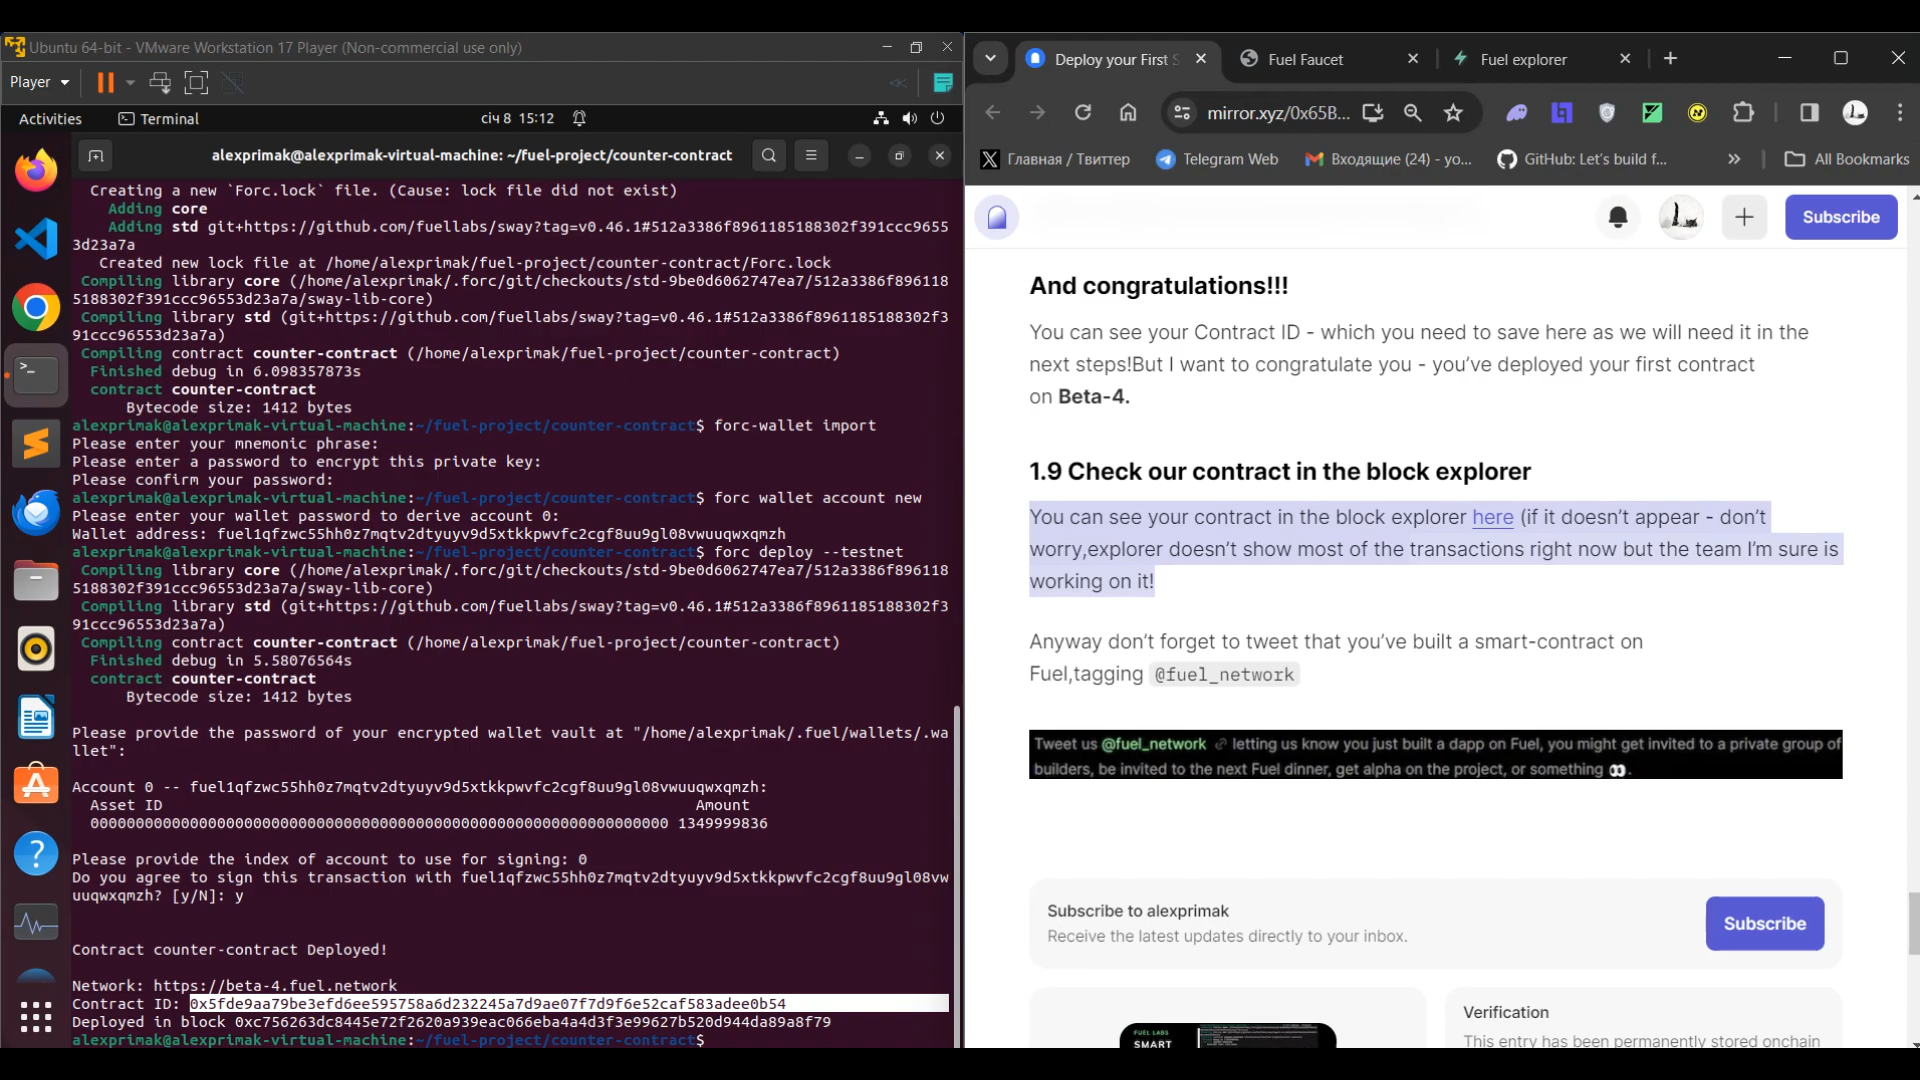 Ubuntu 64-bit - VMware Workstation 17 Player (Non-commercial use only)
Player
Activities
Terminal
січ 8 15:12
alexprimak@alexprimak-virtual-machine: ~/fuel-project/counter-contract
Creating a new `Forc.lock` file. (Cause: lock file did not exist)
Adding core
Adding std git+https://github.com/fuellabs/sway?tag=v0.46.1#512a3386f8961185188302f391ccc9655
3d23a7a
Created new lock file at /home/alexprimak/fuel-project/counter-contract/Forc.lock
Compiling library core (/home/alexprimak/.forc/git/checkouts/std-9be0d6062747ea7/512a3386f896118
5188302f391ccc96553d23a7a/sway-lib-core)
Compiling library std (git+https://github.com/fuellabs/sway?tag=v0.46.1#512a3386f8961185188302f3
91ccc96553d23a7a)
Compiling contract counter-contract (/home/alexprimak/fuel-project/counter-contract)
Finished debug in 6.098357873s
contract counter-contract
Bytecode size: 1412 bytes
alexprimak@alexprimak-virtual-machine:~/fuel-project/counter-contract$ forc-wallet import
Please enter your mnemonic phrase:
Please enter a password to encrypt this private key:
Please confirm your password:
alexprimak@alexprimak-virtual-machine:~/fuel-project/counter-contract$ forc wallet account new
Please enter your wallet password to derive account 0:
Wallet address: fuel1qfzwc55hh0z7mqtv2dtyuyv9d5xtkkpwvfc2cgf8uu9gl08vwuuqwxqmzh
alexprimak@alexprimak-virtual-machine:~/fuel-project/counter-contract$ forc deploy --testnet
Compiling library core (/home/alexprimak/.forc/git/checkouts/std-9be0d6062747ea7/512a3386f896118
5188302f391ccc96553d23a7a/sway-lib-core)
Compiling library std (git+https://github.com/fuellabs/sway?tag=v0.46.1#512a3386f8961185188302f3
91ccc96553d23a7a)
Compiling contract counter-contract (/home/alexprimak/fuel-project/counter-contract)
Finished debug in 5.58076564s
contract counter-contract
Bytecode size: 1412 bytes
Please provide the password of your encrypted wallet vault at "/home/alexprimak/.fuel/wallets/.wa
llet":
Account 0 -- fuel1qfzwc55hh0z7mqtv2dtyuyv9d5xtkkpwvfc2cgf8uu9gl08vwuuqwxqmzh:
Asset ID Amount
0000000000000000000000000000000000000000000000000000000000000000 1349999836
Please provide the index of account to use for signing: 0
Do you agree to sign this transaction with fuel1qfzwc55hh0z7mqtv2dtyuyv9d5xtkkpwvfc2cgf8uu9gl08vw
uuqwxqmzh? [y/N]: y
Contract counter-contract Deployed!
Network: https://beta-4.fuel.network
Contract ID: 0x5fde9aa79be3efd6ee595758a6d232245a7d9ae07f7d9f6e52caf583adee0b54
Deployed in block 0xc756263dc8445e72f2620a939eac066eba4a4d3f3e99627b520d944da89a8f79
alexprimak@alexprimak-virtual-machine:~/fuel-project/counter-contract$
Deploy your First S
Fuel Faucet
Fuel explorer
mirror.xyz/0x65B...
Главная / Твиттер
Telegram Web
Входящие (24) - yo...
GitHub: Let's build f...
All Bookmarks
Subscribe
And congratulations!!!
You can see your Contract ID - which you need to save here as we will need it in the
next steps!But I want to congratulate you - you've deployed your first contract
on Beta-4.
1.9 Check our contract in the block explorer
You can see your contract in the block explorer here (if it doesn't appear - don't
worry,explorer doesn't show most of the transactions right now but the team I'm sure is
working on it!
Anyway don't forget to tweet that you've built a smart-contract on
Fuel,tagging @fuel_network
Tweet us @fuel_network letting us know you just built a dapp on Fuel, you might get invited to a private group of
builders, be invited to the next Fuel dinner, get alpha on the project, or something 👀.
Subscribe to alexprimak
Receive the latest updates directly to your inbox.
Subscribe
FUEL LABS
SMART
Verification
This entry has been permanently stored onchain